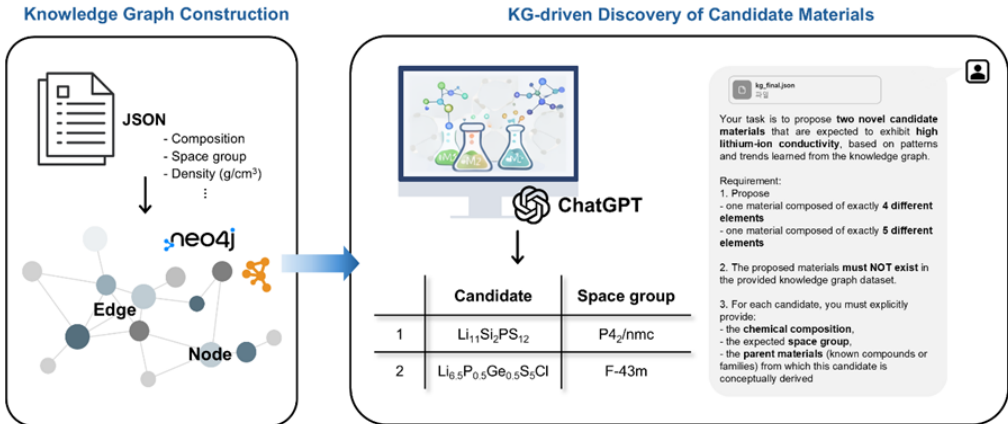 Knowledge Graph Construction
KG-driven Discovery of Candidate Materials
JSON
- Composition
- Space group
- Density (g/cm³)
⋮
neo4j
Edge
Node
ChatGPT
Candidate
Space group
1
Li₁₁Si₂PS₁₂
P4₂/nmc
2
Li₆.₅P₀.₅Ge₀.₅S₅Cl
F-43m
kg_final.json
파일
Your task is to propose two novel candidate
materials that are expected to exhibit high
lithium-ion conductivity, based on patterns
and trends learned from the knowledge graph.
Requirement:
1. Propose
- one material composed of exactly 4 different
elements
- one material composed of exactly 5 different
elements
2. The proposed materials must NOT exist in
the provided knowledge graph dataset.
3. For each candidate, you must explicitly
provide:
- the chemical composition,
- the expected space group,
- the parent materials (known compounds or
families) from which this candidate is
conceptually derived